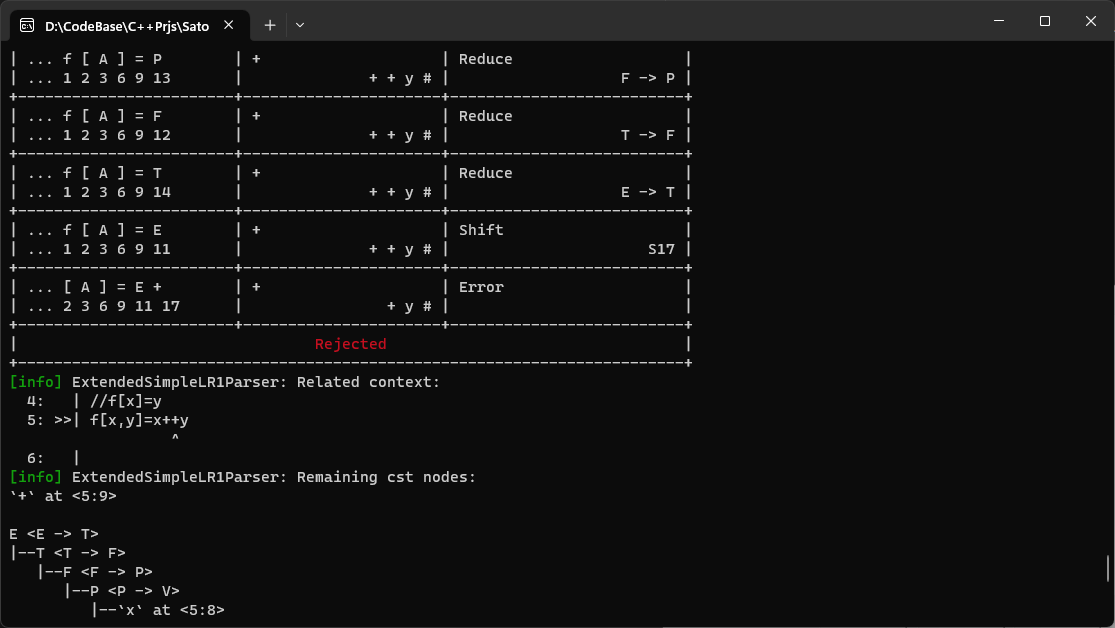 D:\CodeBase\C++Prjs\Sato
| ... f [ A ] = P        | +                    | Reduce                   |
| ... 1 2 3 6 9 13       |              + + y # |                   F -> P |
+------------------------+----------------------+--------------------------+
| ... f [ A ] = F        | +                    | Reduce                   |
| ... 1 2 3 6 9 12       |              + + y # |                   T -> F |
+------------------------+----------------------+--------------------------+
| ... f [ A ] = T        | +                    | Reduce                   |
| ... 1 2 3 6 9 14       |              + + y # |                   E -> T |
+------------------------+----------------------+--------------------------+
| ... f [ A ] = E        | +                    | Shift                    |
| ... 1 2 3 6 9 11       |              + + y # |                      S17 |
+------------------------+----------------------+--------------------------+
| ... [ A ] = E +        | +                    | Error                    |
| ... 2 3 6 9 11 17      |                + y # |                          |
+------------------------+----------------------+--------------------------+
|                                 Rejected                                 |
+--------------------------------------------------------------------------+
[info] ExtendedSimpleLR1Parser: Related context:
  4:   | //f[x]=y
  5: >>| f[x,y]=x++y
                  ^
  6:   |
[info] ExtendedSimpleLR1Parser: Remaining cst nodes:
`+` at <5:9>

E <E -> T>
|--T <T -> F>
   |--F <F -> P>
      |--P <P -> V>
         |--`x` at <5:8>